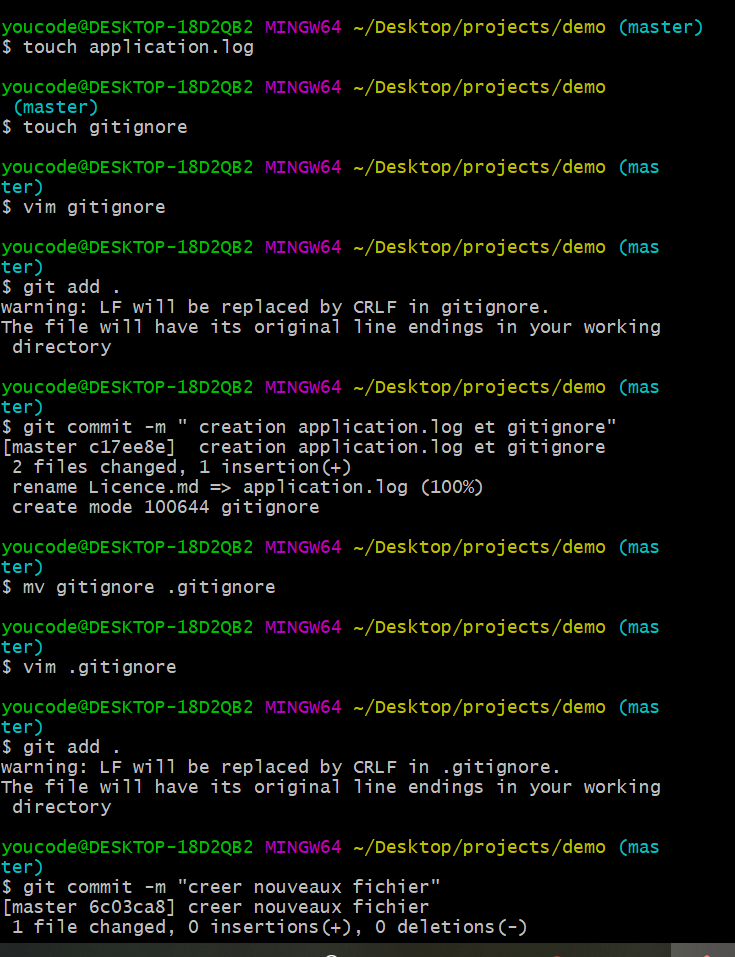 youcode@DESKTOP-18D2QB2 MINGW64 ~/Desktop/projects/demo (master)
$ touch application.log
youcode@DESKTOP-18D2QB2 MINGW64 ~/Desktop/projects/demo
(master)
$ touch gitignore
youcode@DESKTOP-18D2QB2 MINGW64 ~/Desktop/projects/demo (mas
ter)
$ vim gitignore
youcode@DESKTOP-18D2QB2 MINGW64 ~/Desktop/projects/demo (mas
ter)
$ git add .
warning: LF will be replaced by CRLF in gitignore.
The file will have its original line endings in your working
directory
youcode@DESKTOP-18D2QB2 MINGW64 ~/Desktop/projects/demo (mas
ter)
$ git commit -m " creation application.log et gitignore"
[master c17ee8e]  creation application.log et gitignore
2 files changed, 1 insertion(+)
rename Licence.md => application.log (100%)
create mode 100644 gitignore
youcode@DESKTOP-18D2QB2 MINGW64 ~/Desktop/projects/demo (mas
ter)
$ mv gitignore .gitignore
youcode@DESKTOP-18D2QB2 MINGW64 ~/Desktop/projects/demo (mas
ter)
$ vim .gitignore
youcode@DESKTOP-18D2QB2 MINGW64 ~/Desktop/projects/demo (mas
ter)
$ git add .
warning: LF will be replaced by CRLF in .gitignore.
The file will have its original line endings in your working
directory
youcode@DESKTOP-18D2QB2 MINGW64 ~/Desktop/projects/demo (mas
ter)
$ git commit -m "creer nouveaux fichier"
[master 6c03ca8] creer nouveaux fichier
1 file changed, 0 insertions(+), 0 deletions(-)